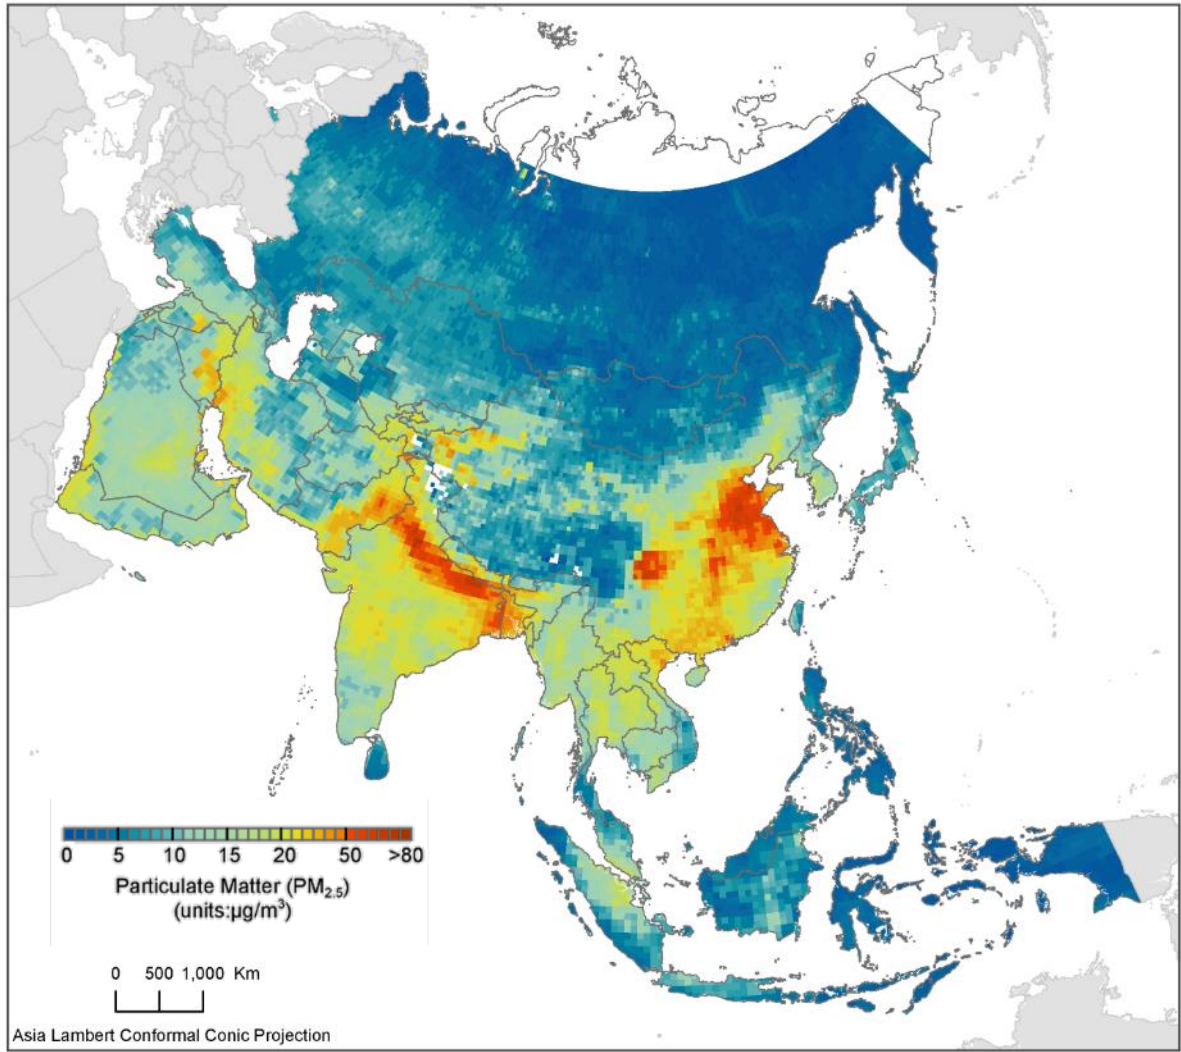 0 5 10 15 20 50 >80
Particulate Matter (PM₂.₅)
(units:µg/m³)
0 500 1,000 Km
Asia Lambert Conformal Conic Projection